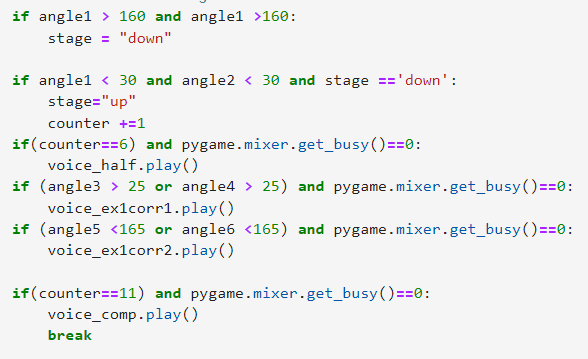 if angle1 > 160 and angle1 >160:
    stage = "down"
if angle1 < 30 and angle2 < 30 and stage =='down':
    stage="up"
    counter +=1
if(counter==6) and pygame.mixer.get_busy()==0:
    voice_half.play()
if (angle3 > 25 or angle4 > 25) and pygame.mixer.get_busy()==0:
    voice_ex1corr1.play()
if (angle5 <165 or angle6 <165) and pygame.mixer.get_busy()==0:
    voice_ex1corr2.play()
if(counter==11) and pygame.mixer.get_busy()==0:
    voice_comp.play()
    break